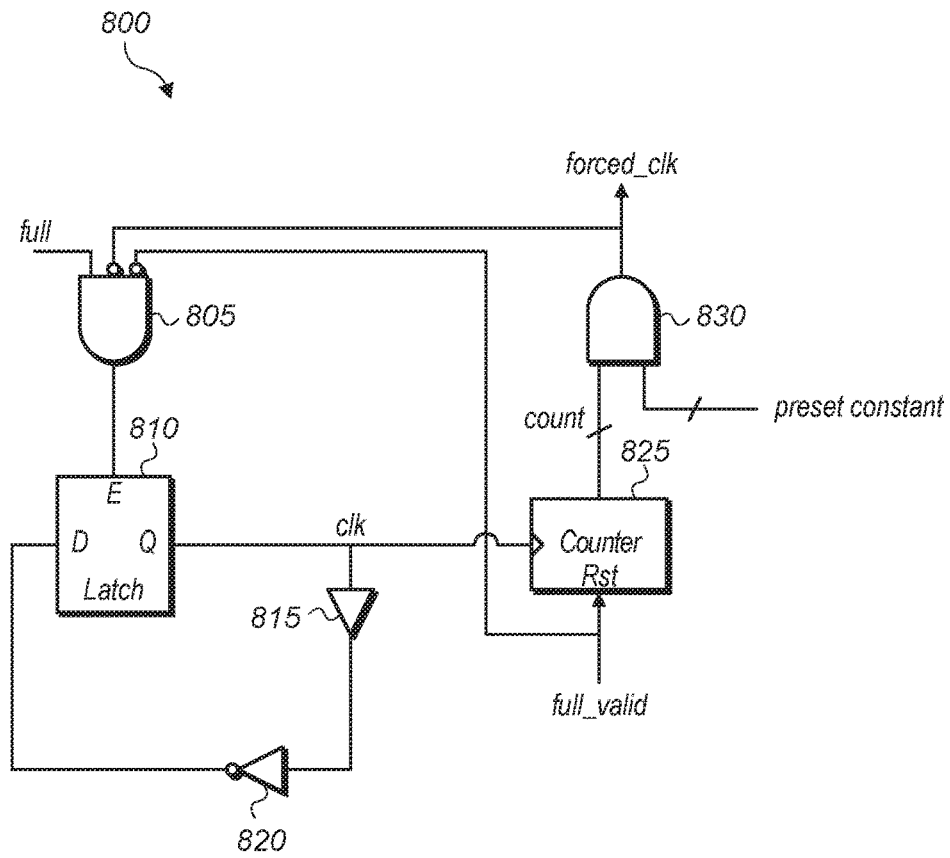 800
forced_clk
full
805
830
preset constant
count
810
825
E
D
Q
clk
Counter
Latch
Rst
815
full_valid
820